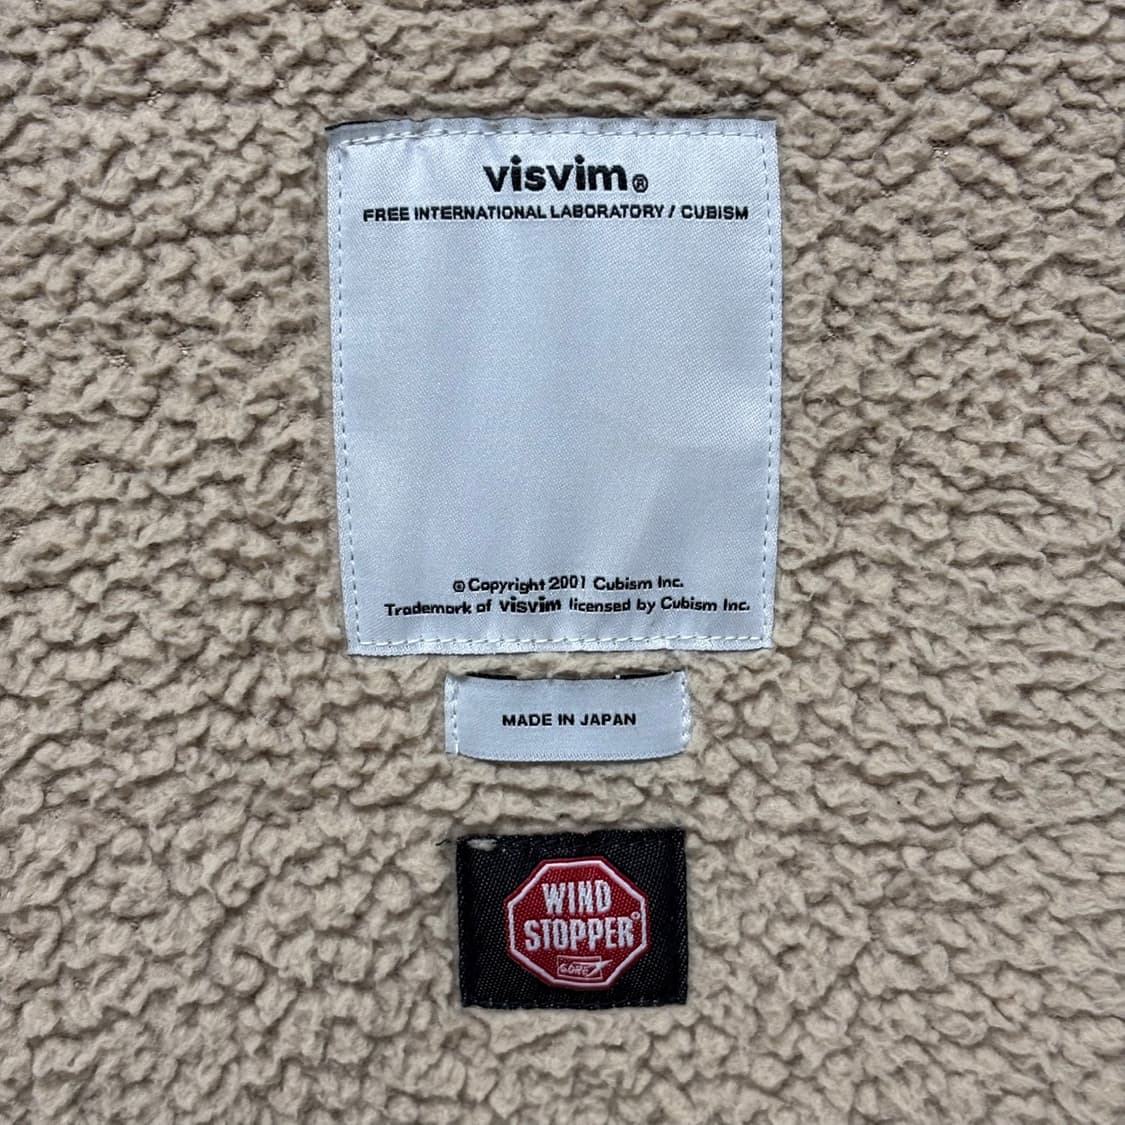 visvim®
FREE INTERNATIONAL LABORATORY / CUBISM
© Copyright 2001 Cubism Inc.
Trademark of visvim licensed by Cubism Inc.
MADE IN JAPAN
WIND
STOPPER®
GORE